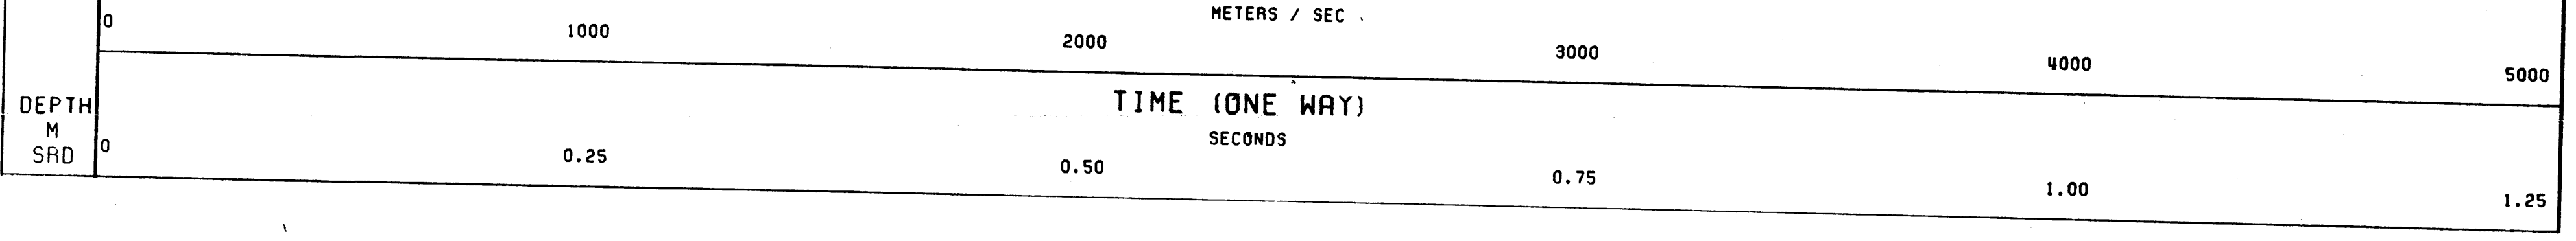 METERS / SEC .
0 1000 2000 3000 4000 5000
DEPTH
M
SRD
TIME (ONE WAY)
SECONDS
0 0.25 0.50 0.75 1.00 1.25